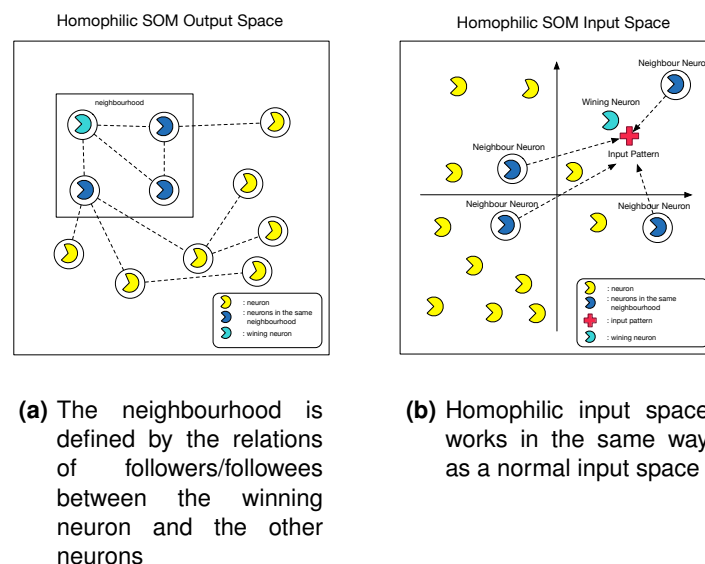 Homophilic SOM Output Space
neighbourhood
: neuron
: neurons in the same
neighbourhood
: wining neuron
(a) The neighbourhood is
defined by the relations
of followers/followees
between the winning
neuron and the other
neurons
Homophilic SOM Input Space
Neighbour Neuron
Wining Neuron
Input Pattern
Neighbour Neuron
Neighbour Neuron
Neighbour Neuron
: neuron
: neurons in the same
neighbourhood
: input pattern
: wining neuron
(b) Homophilic input space
works in the same way
as a normal input space